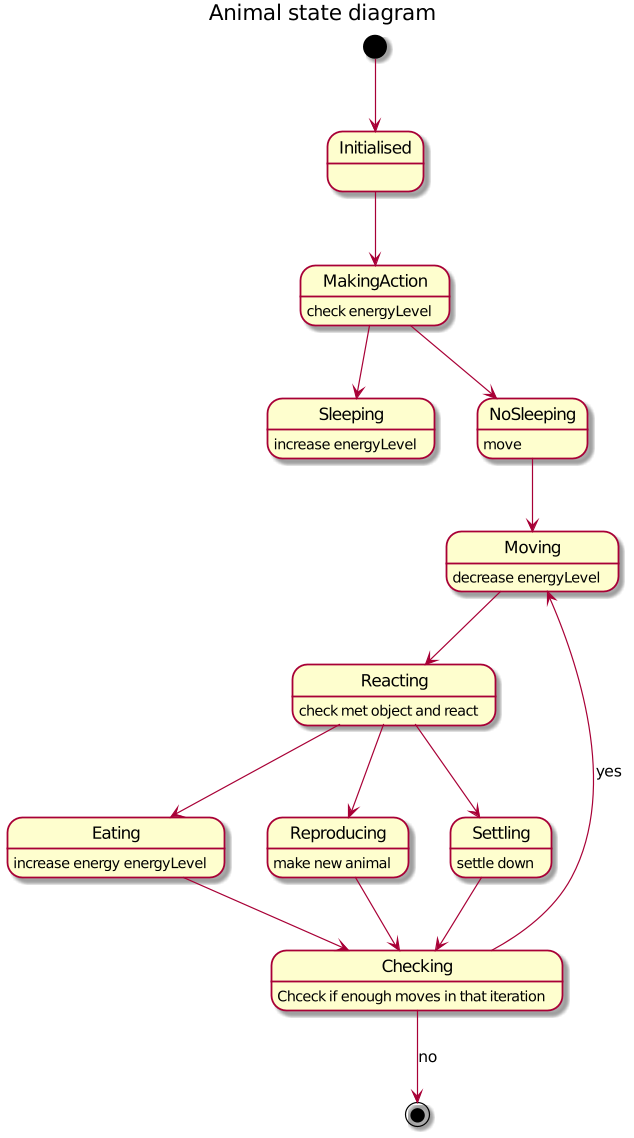 Animal state diagram
Initialised
MakingAction
check energyLevel
Sleeping
increase energyLevel
NoSleeping
move
Moving
decrease energyLevel
Reacting
check met object and react
yes
Eating
increase energy energyLevel
Reproducing
make new animal
Settling
settle down
Checking
Chceck if enough moves in that iteration
no